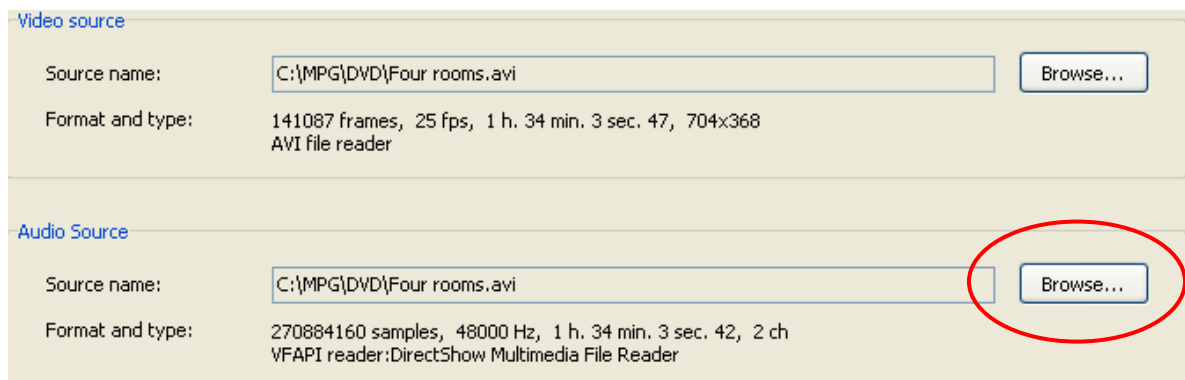 Video source
Source name: C:\MPG\DVD\Four rooms.avi Browse...
Format and type: 141087 frames, 25 fps, 1 h. 34 min. 3 sec. 47, 704x368
AVI file reader
Audio Source
Source name: C:\MPG\DVD\Four rooms.avi Browse...
Format and type: 270884160 samples, 48000 Hz, 1 h. 34 min. 3 sec. 42, 2 ch
VFAPI reader:DirectShow Multimedia File Reader